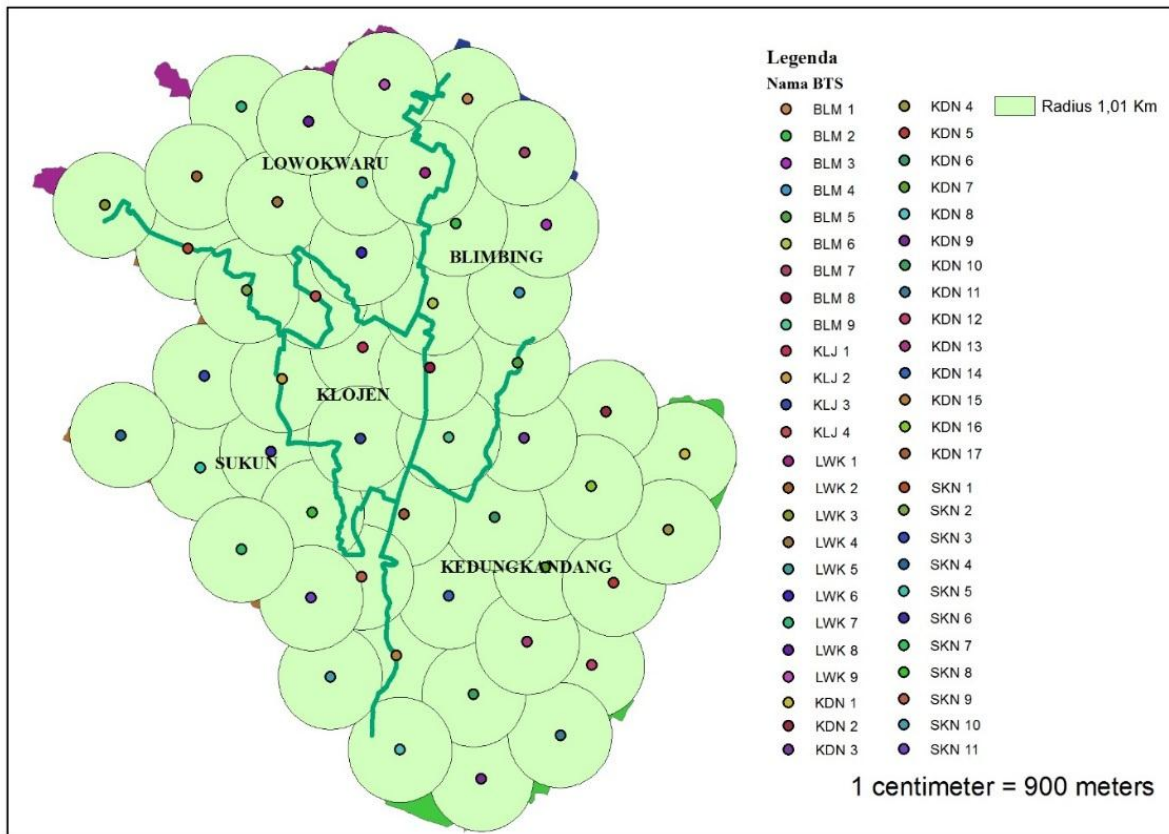 LOWOKWARU
BLIMBING
KLOJEN
SUKUN
KEDUNGKANDANG
Legenda
Nama BTS
BLM 1
BLM 2
BLM 3
BLM 4
BLM 5
BLM 6
BLM 7
BLM 8
BLM 9
KLJ 1
KLJ 2
KLJ 3
KLJ 4
LWK 1
LWK 2
LWK 3
LWK 4
LWK 5
LWK 6
LWK 7
LWK 8
LWK 9
KDN 1
KDN 2
KDN 3
KDN 4
KDN 5
KDN 6
KDN 7
KDN 8
KDN 9
KDN 10
KDN 11
KDN 12
KDN 13
KDN 14
KDN 15
KDN 16
KDN 17
SKN 1
SKN 2
SKN 3
SKN 4
SKN 5
SKN 6
SKN 7
SKN 8
SKN 9
SKN 10
SKN 11
Radius 1,01 Km
1 centimeter = 900 meters